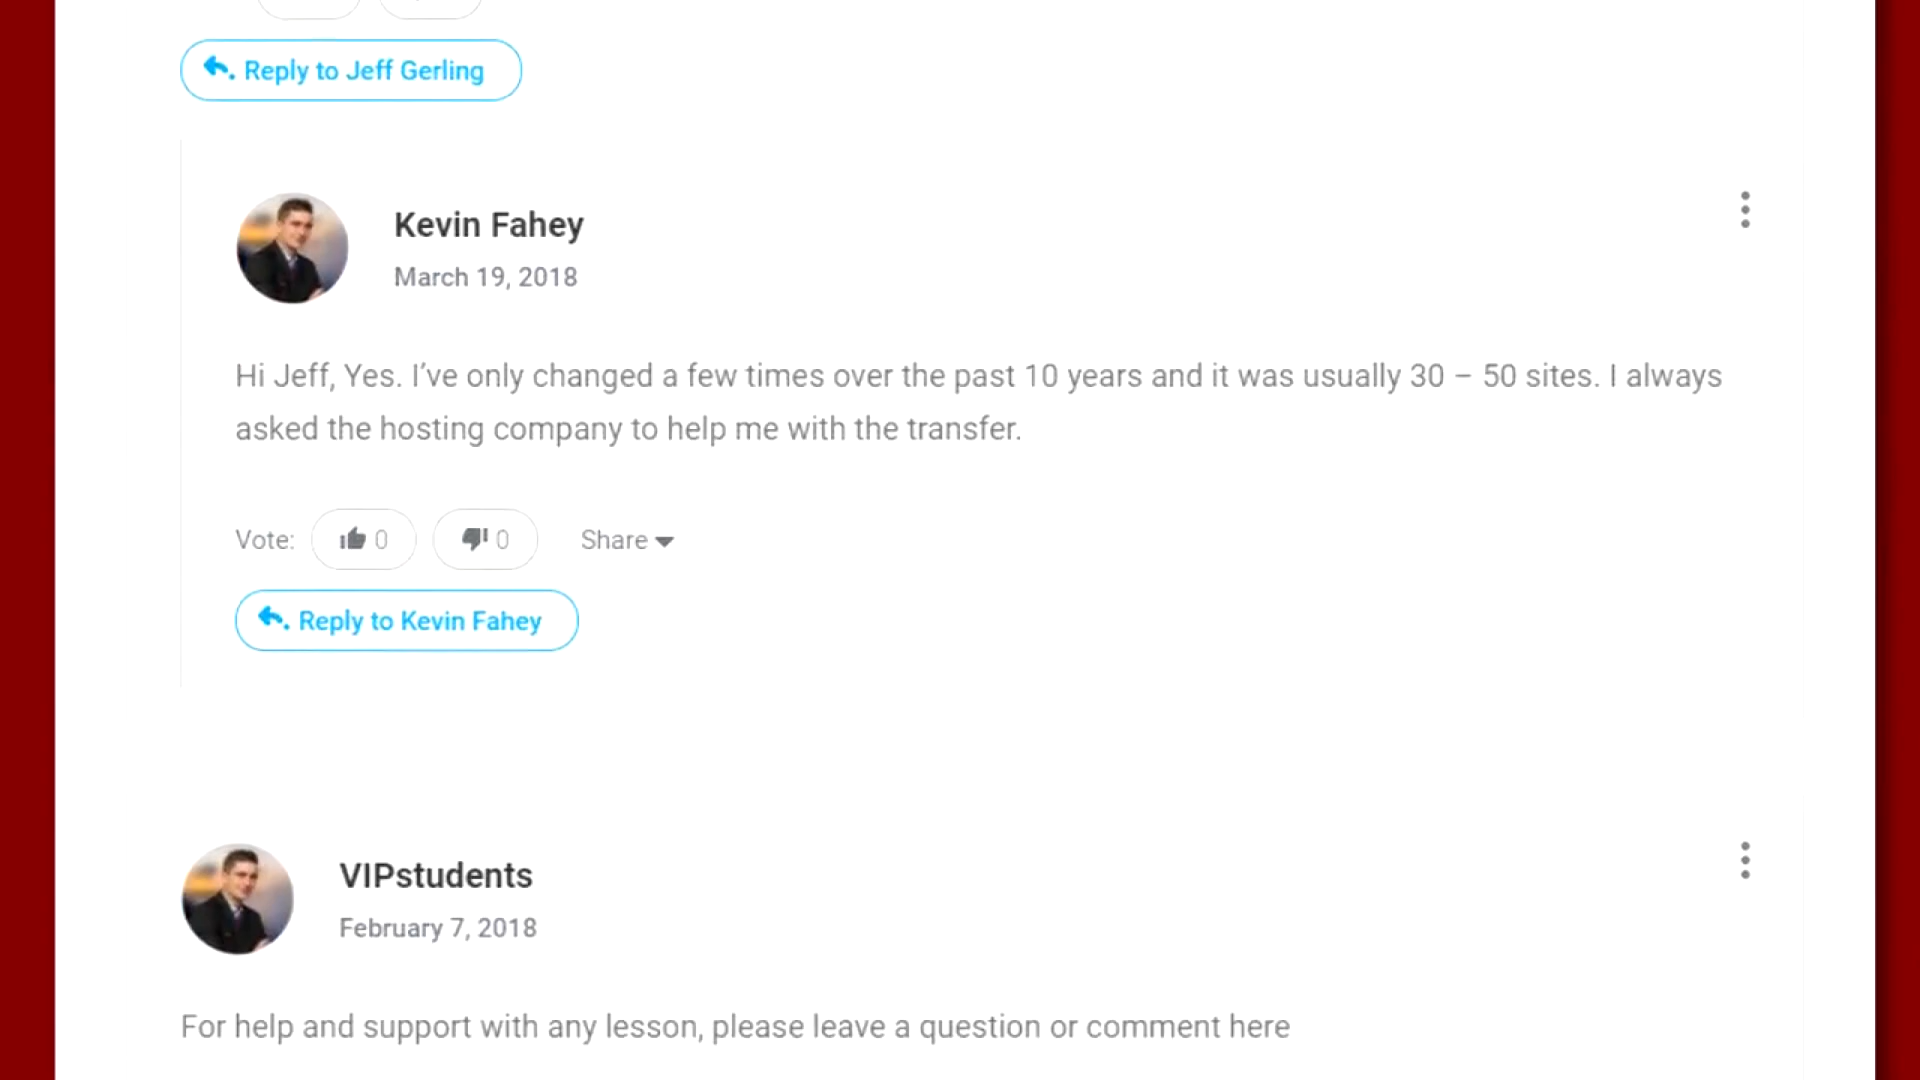 Reply to Jeff Gerling
Kevin Fahey
March 19, 2018
Hi Jeff, Yes. I’ve only changed a few times over the past 10 years and it was usually 30 – 50 sites. I always
asked the hosting company to help me with the transfer.
Vote: 0 0 Share
Reply to Kevin Fahey
VIPstudents
February 7, 2018
For help and support with any lesson, please leave a question or comment here